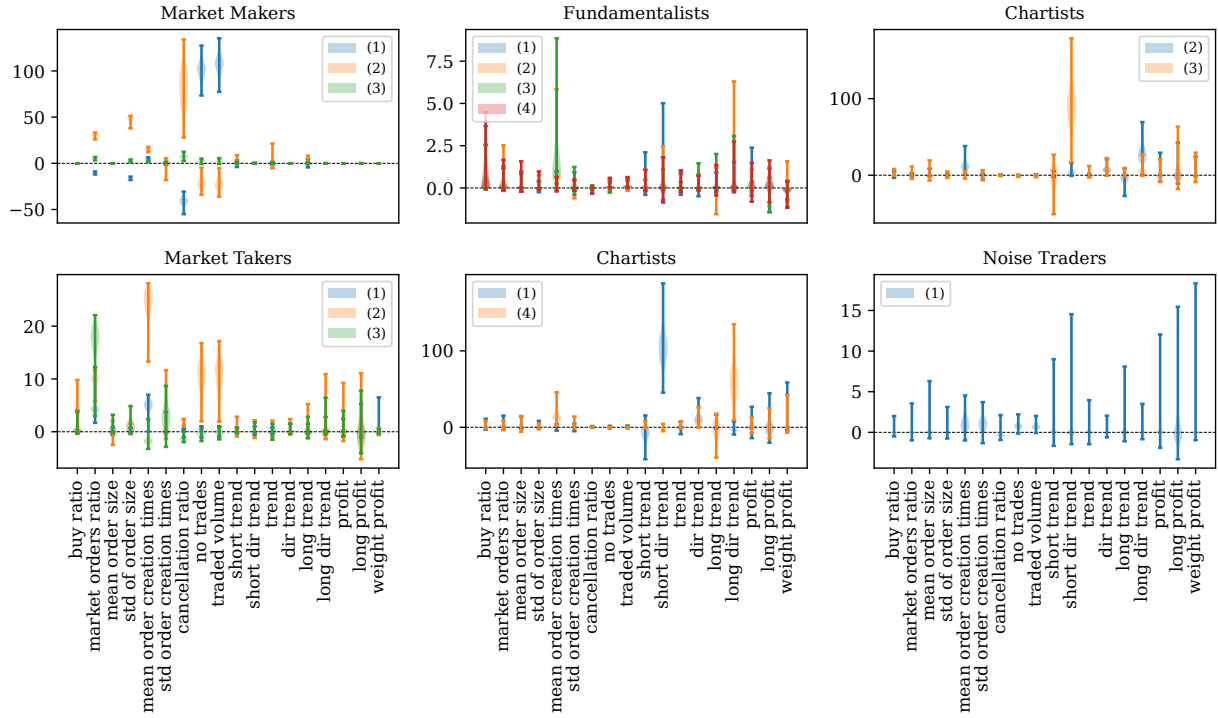 Market Makers
100
50
0
−50
(1)
(2)
(3)
Fundamentalists
7.5
5.0
2.5
0.0
(1)
(2)
(3)
(4)
Chartists
100
0
(2)
(3)
Market Takers
20
10
0
(1)
(2)
(3)
buy ratio
market orders ratio
mean order size
std of order size
mean order creation times
std order creation times
cancellation ratio
no trades
traded volume
short trend
short dir trend
trend
dir trend
long trend
long dir trend
profit
long profit
weight profit
Chartists
100
0
(1)
(4)
buy ratio
market orders ratio
mean order size
std of order size
mean order creation times
std order creation times
cancellation ratio
no trades
traded volume
short trend
short dir trend
trend
dir trend
long trend
long dir trend
profit
long profit
weight profit
Noise Traders
15
10
5
0
(1)
buy ratio
market orders ratio
mean order size
std of order size
mean order creation times
std order creation times
cancellation ratio
no trades
traded volume
short trend
short dir trend
trend
dir trend
long trend
long dir trend
profit
long profit
weight profit